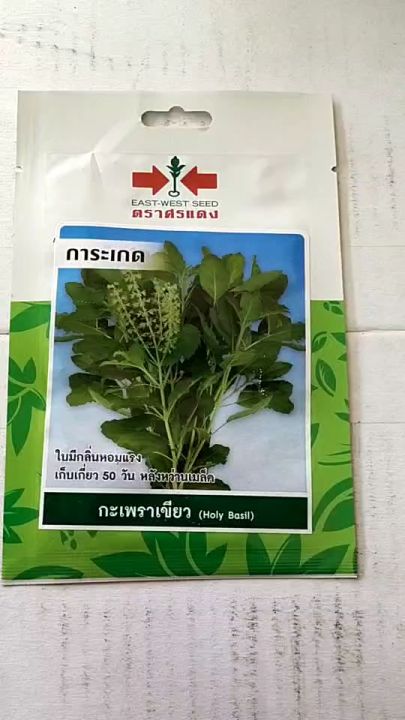 EAST-WEST SEED
ตราศรแดง
การะเกด
ใบมีกลิ่นหอมแรง
เก็บเกี่ยว 50 วัน หลังหว่านเมล็ด
กะเพราเขียว (Holy Basil)